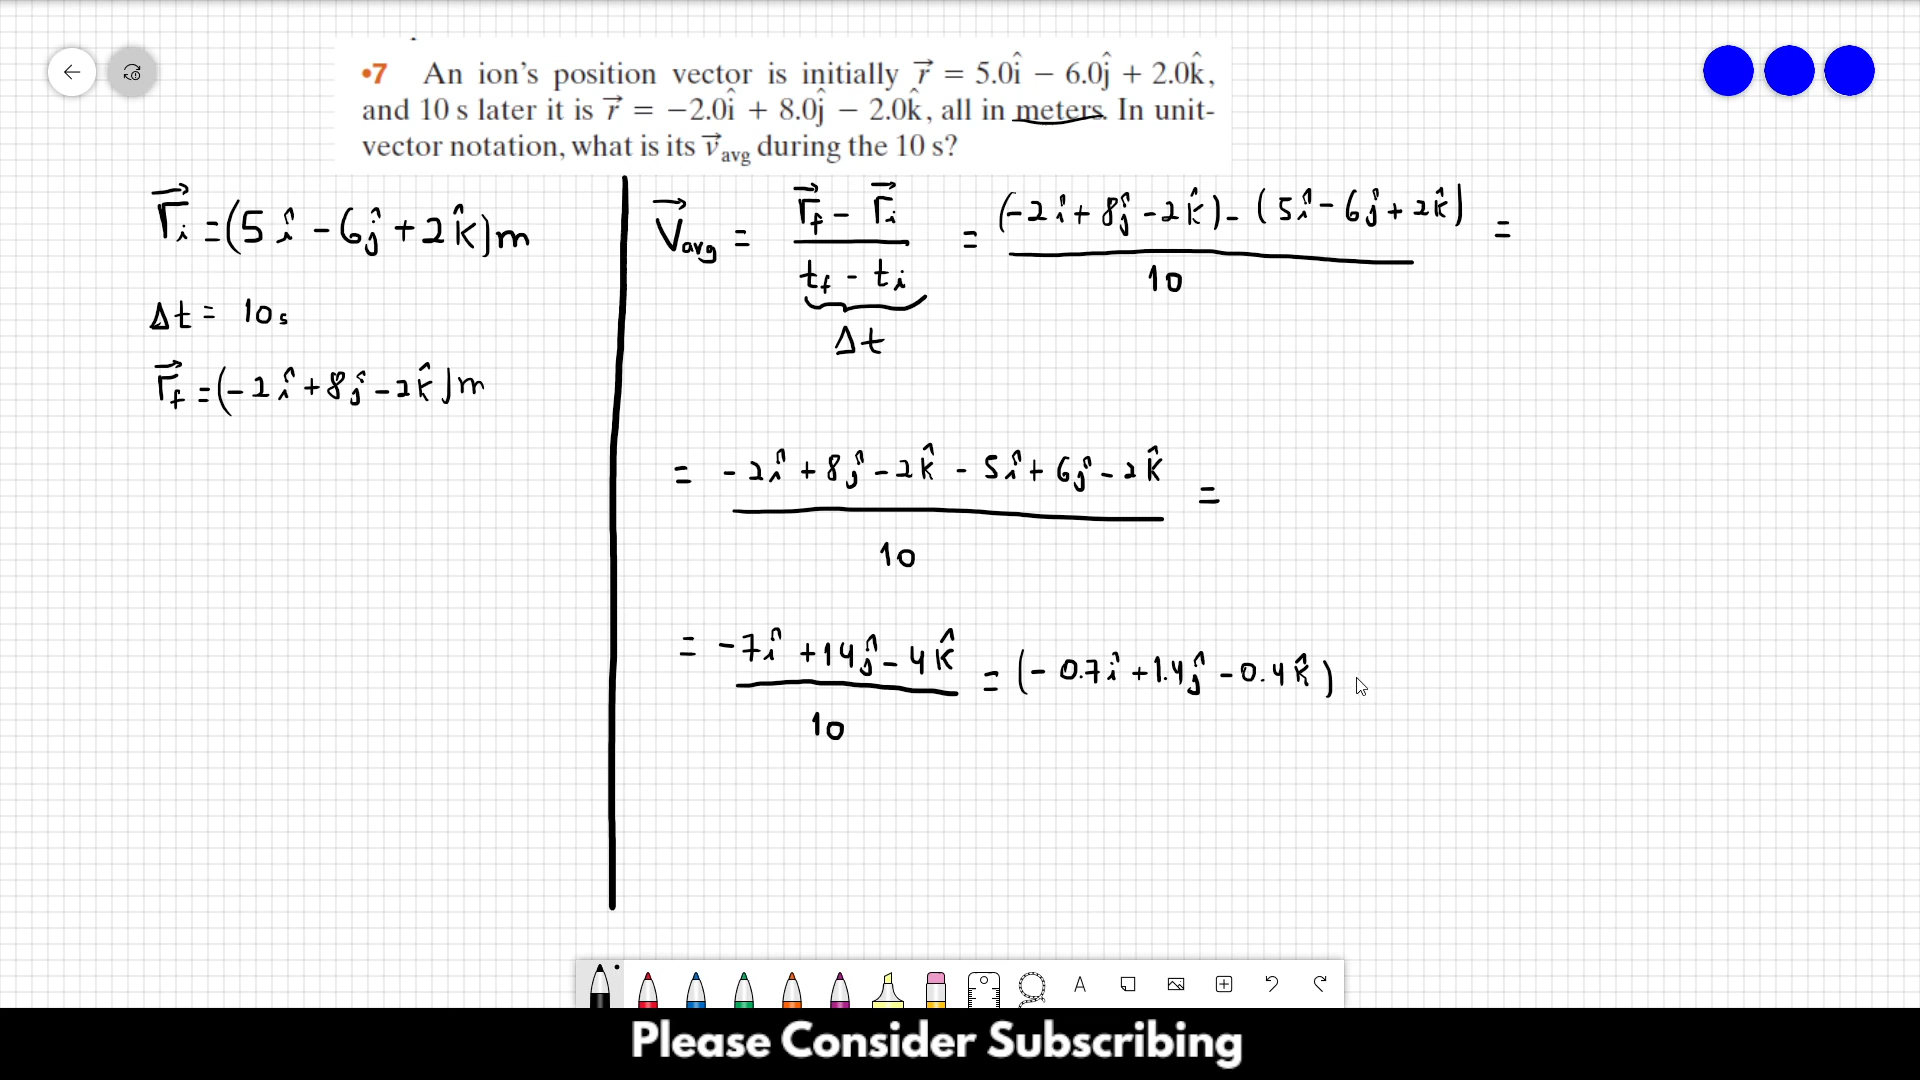 •7 An ion's position vector is initially r⃗ = 5.0î − 6.0ĵ + 2.0k̂,
and 10 s later it is r⃗ = −2.0î + 8.0ĵ − 2.0k̂, all in meters. In unit-
vector notation, what is its v⃗avg during the 10 s?
r⃗i = (5î − 6ĵ + 2k̂)m
Δt = 10s
r⃗f = (−2î + 8ĵ − 2k̂)m
V⃗avg = r⃗f − r⃗i = (−2î + 8ĵ − 2k̂) − (5î − 6ĵ + 2k̂) =
tf − ti 10
Δt
= −2î + 8ĵ − 2k̂ − 5î + 6ĵ − 2k̂ =
10
= −7î + 14ĵ − 4k̂ = (−0.7î + 1.4ĵ − 0.4k̂)
10
A
Please Consider Subscribing